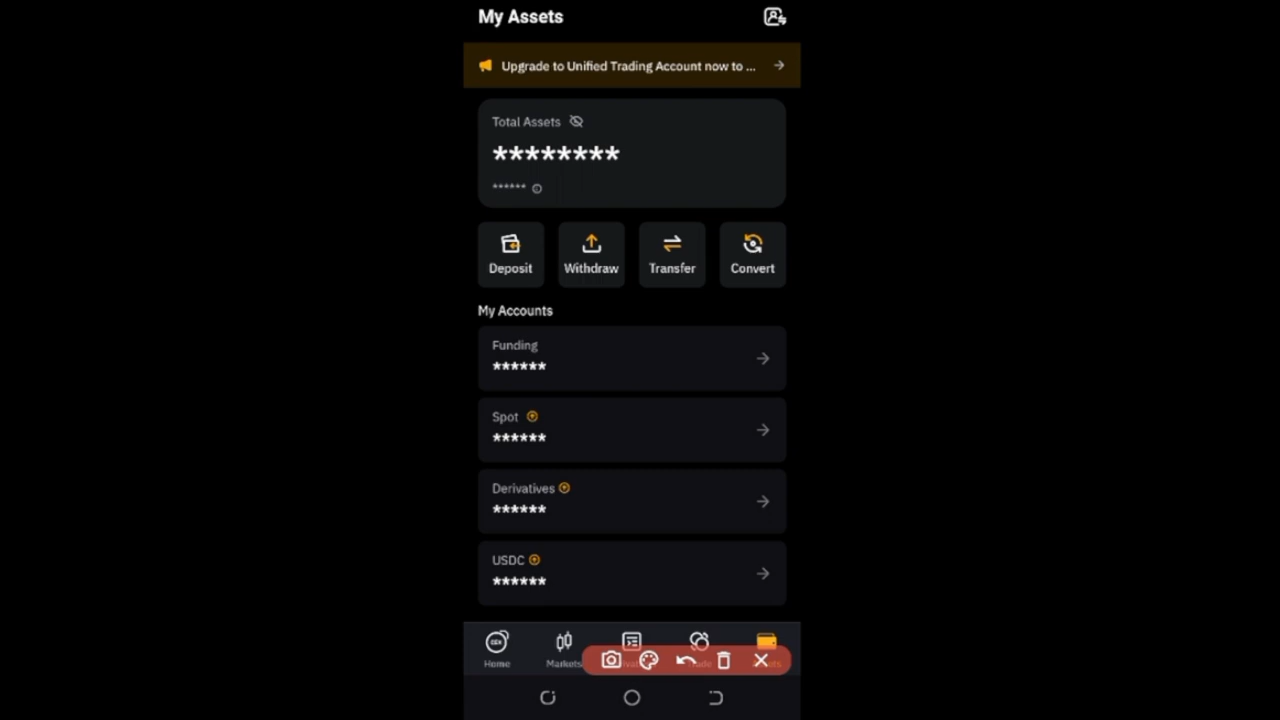 My Assets
Upgrade to Unified Trading Account now to ...
Total Assets
********
******
Deposit
Withdraw
Transfer
Convert
My Accounts
Funding
******
Spot
******
Derivatives
******
USDC
******
Home
Markets